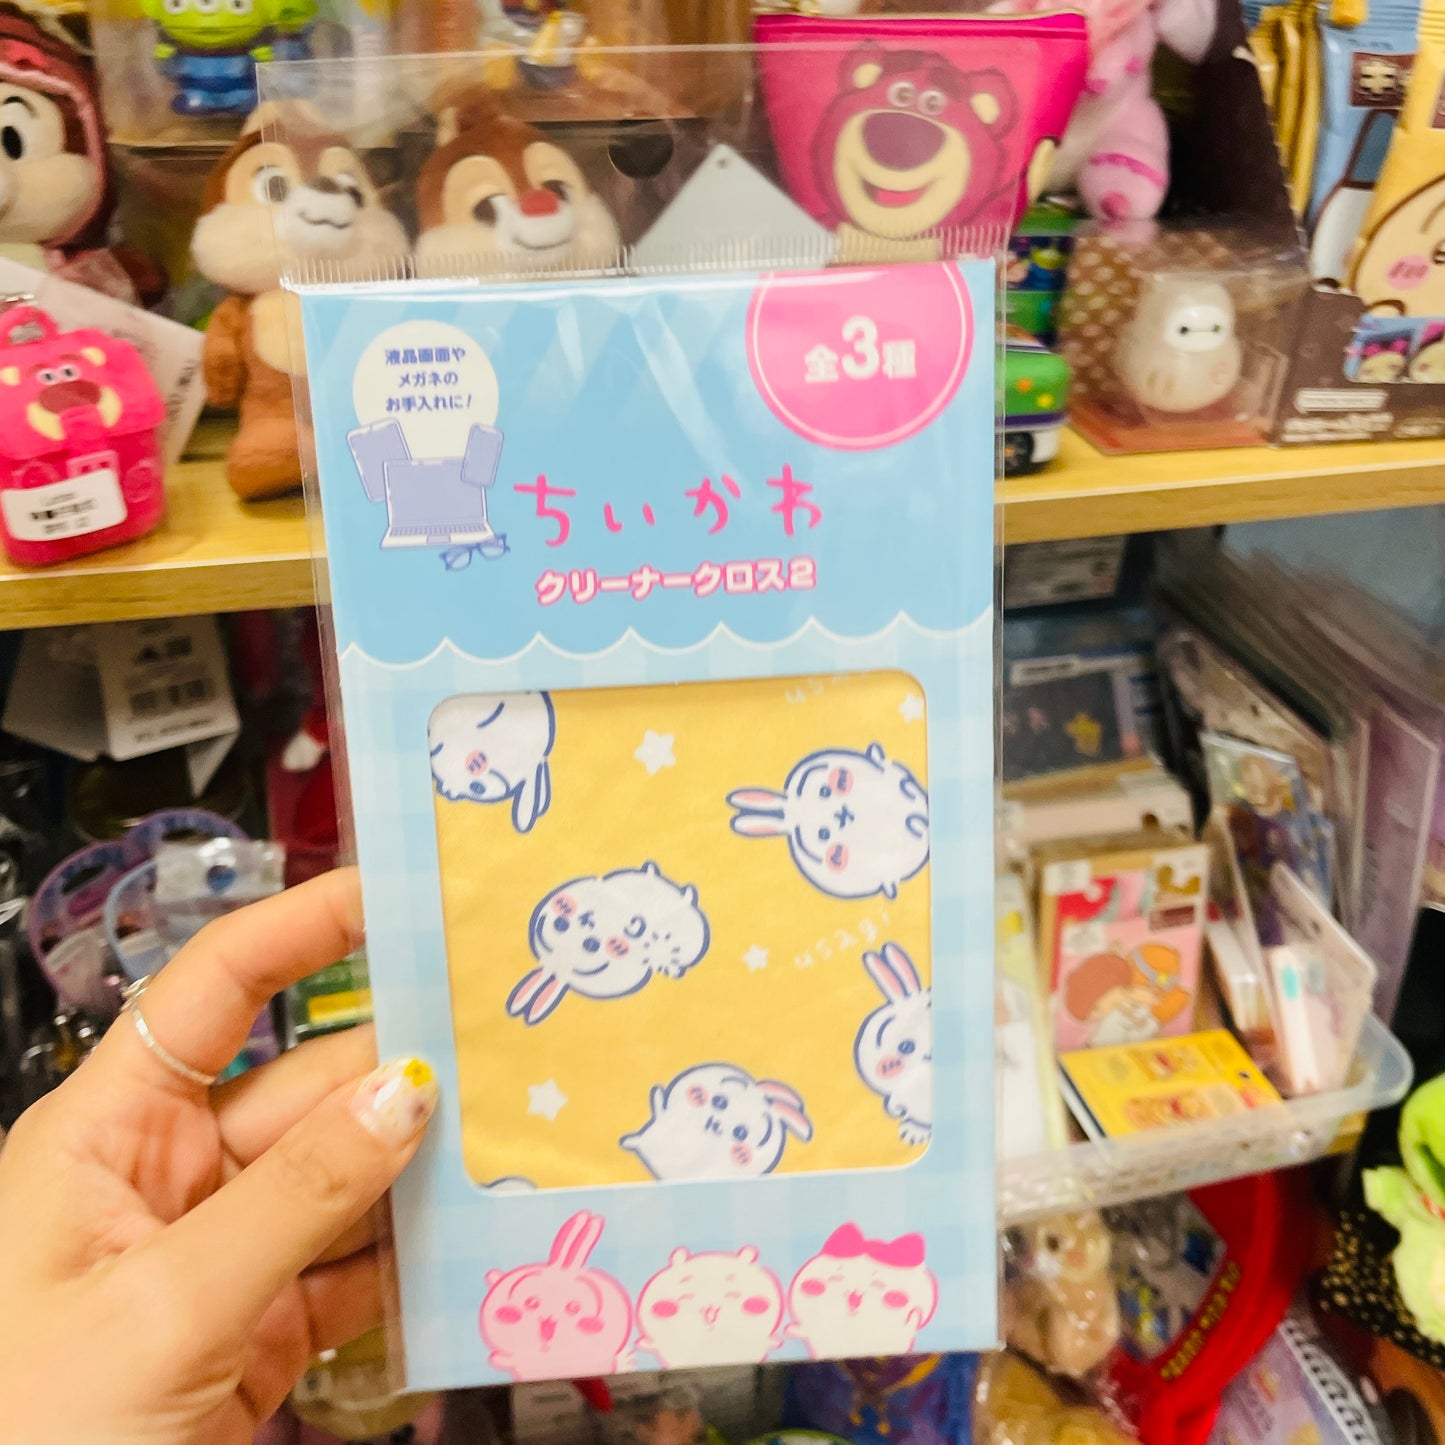 液晶画面や
メガネの
お手入れに!
全3種
ちいかわ
クリーナークロス2
usagi